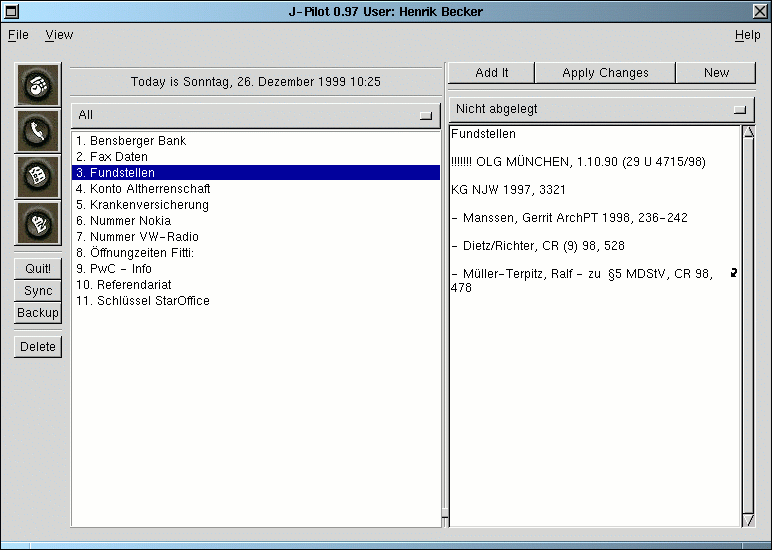 J-Pilot 0.97 User: Henrik Becker
File View Help
Today is Sonntag, 26. Dezember 1999 10:25
Add It Apply Changes New
All
Nicht abgelegt
1. Bensberger Bank
2. Fax Daten
3. Fundstellen
4. Konto Altherrenschaft
5. Krankenversicherung
6. Nummer Nokia
7. Nummer VW-Radio
8. Öffnungzeiten Fitti:
9. PwC - Info
10. Referendariat
11. Schlüssel StarOffice
Quit!
Sync
Backup
Delete
Fundstellen
!!!!!!! OLG MÜNCHEN, 1.10.90 (29 U 4715/98)
KG NJW 1997, 3321
- Manssen, Gerrit ArchPT 1998, 236-242
- Dietz/Richter, CR (9) 98, 528
- Müller-Terpitz, Ralf - zu §5 MDStV, CR 98,
478